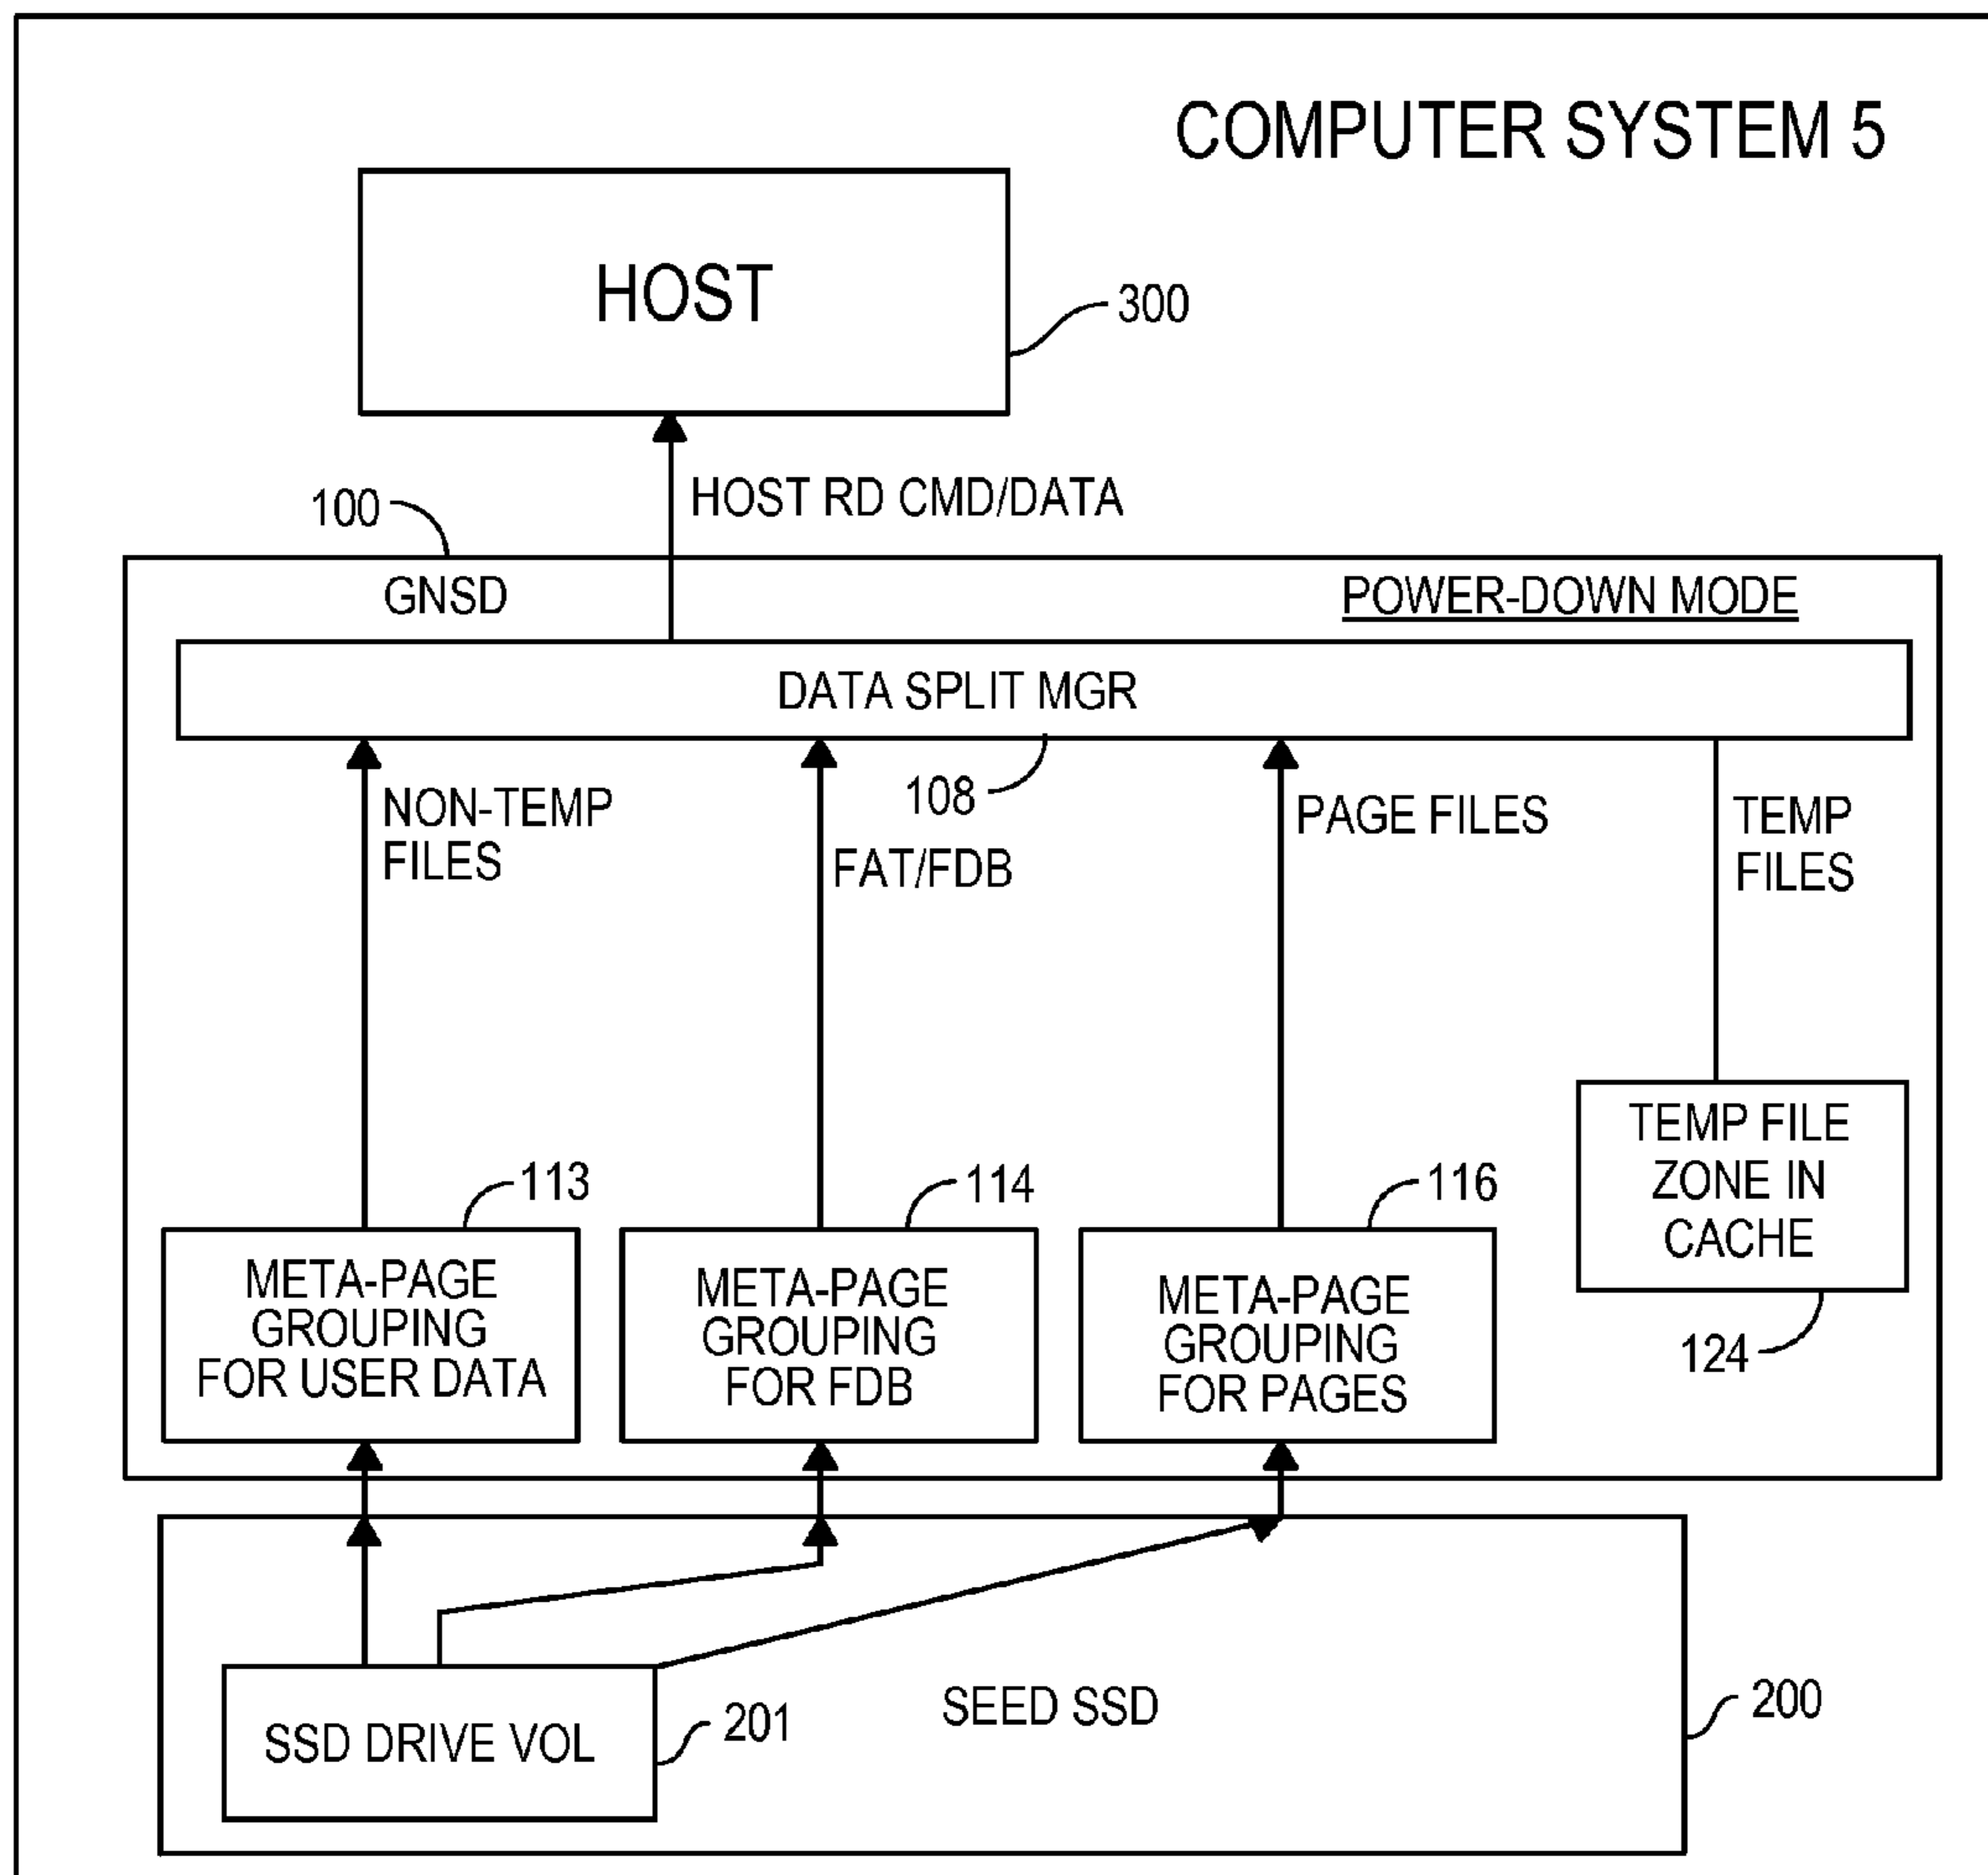 COMPUTER SYSTEM 5
HOST
300
HOST RD CMD/DATA
100
GNSD
POWER-DOWN MODE
DATA SPLIT MGR
108
NON-TEMP
FILES
FAT/FDB
PAGE FILES
TEMP
FILES
TEMP FILE
ZONE IN
CACHE
124
113
META-PAGE
GROUPING
FOR USER DATA
114
META-PAGE
GROUPING
FOR FDB
116
META-PAGE
GROUPING
FOR PAGES
SSD DRIVE VOL
201
SEED SSD
200